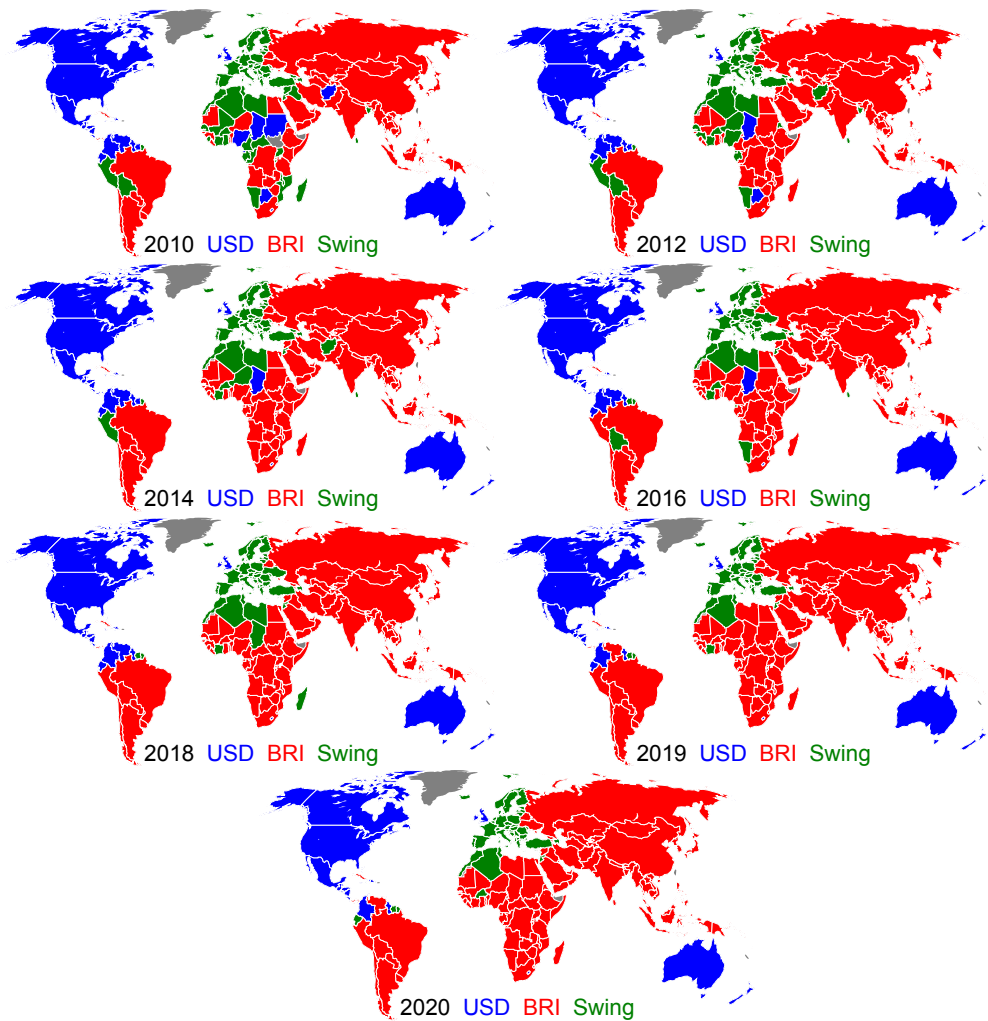 2010 USD BRI Swing
2012 USD BRI Swing
2014 USD BRI Swing
2016 USD BRI Swing
2018 USD BRI Swing
2019 USD BRI Swing
2020 USD BRI Swing